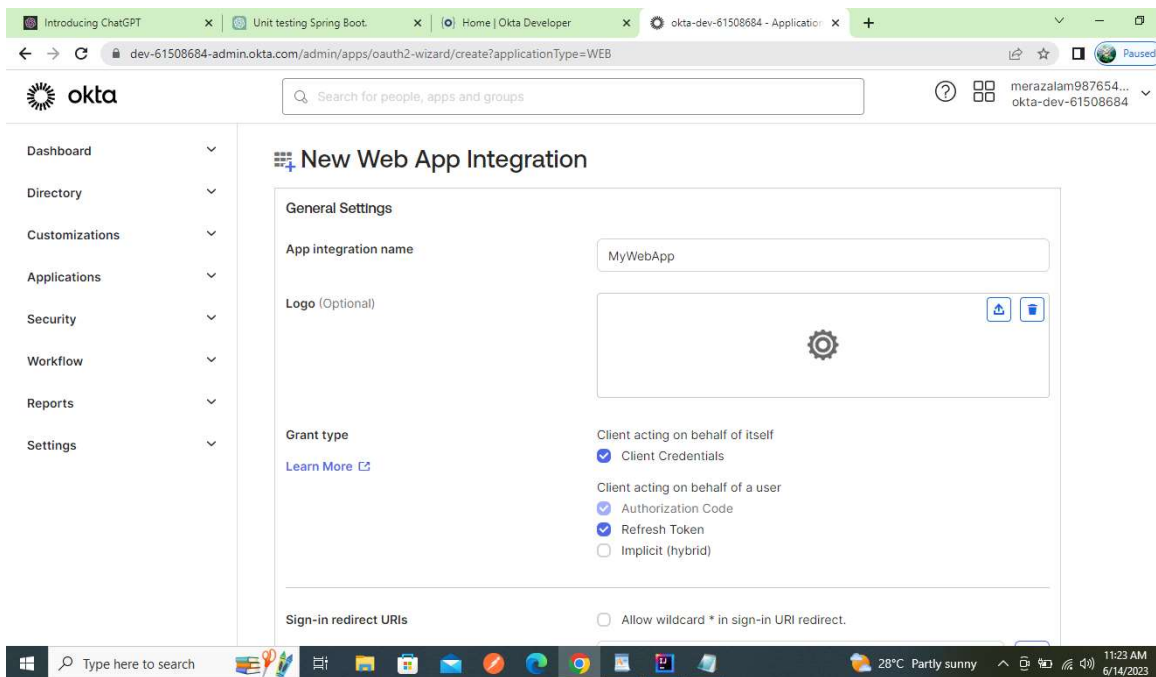 Introducing ChatGPT
Unit testing Spring Boot.
Home | Okta Developer
okta-dev-61508684 - Application
dev-61508684-admin.okta.com/admin/apps/oauth2-wizard/create?applicationType=WEB
Paused
okta
Search for people, apps and groups
merazalam987654...
okta-dev-61508684
Dashboard
Directory
Customizations
Applications
Security
Workflow
Reports
Settings
New Web App Integration
General Settings
App integration name
MyWebApp
Logo (Optional)
Grant type
Learn More
Client acting on behalf of itself
Client Credentials
Client acting on behalf of a user
Authorization Code
Refresh Token
Implicit (hybrid)
Sign-in redirect URIs
Allow wildcard * in sign-in URI redirect.
Type here to search
28°C Partly sunny
11:23 AM
6/14/2023